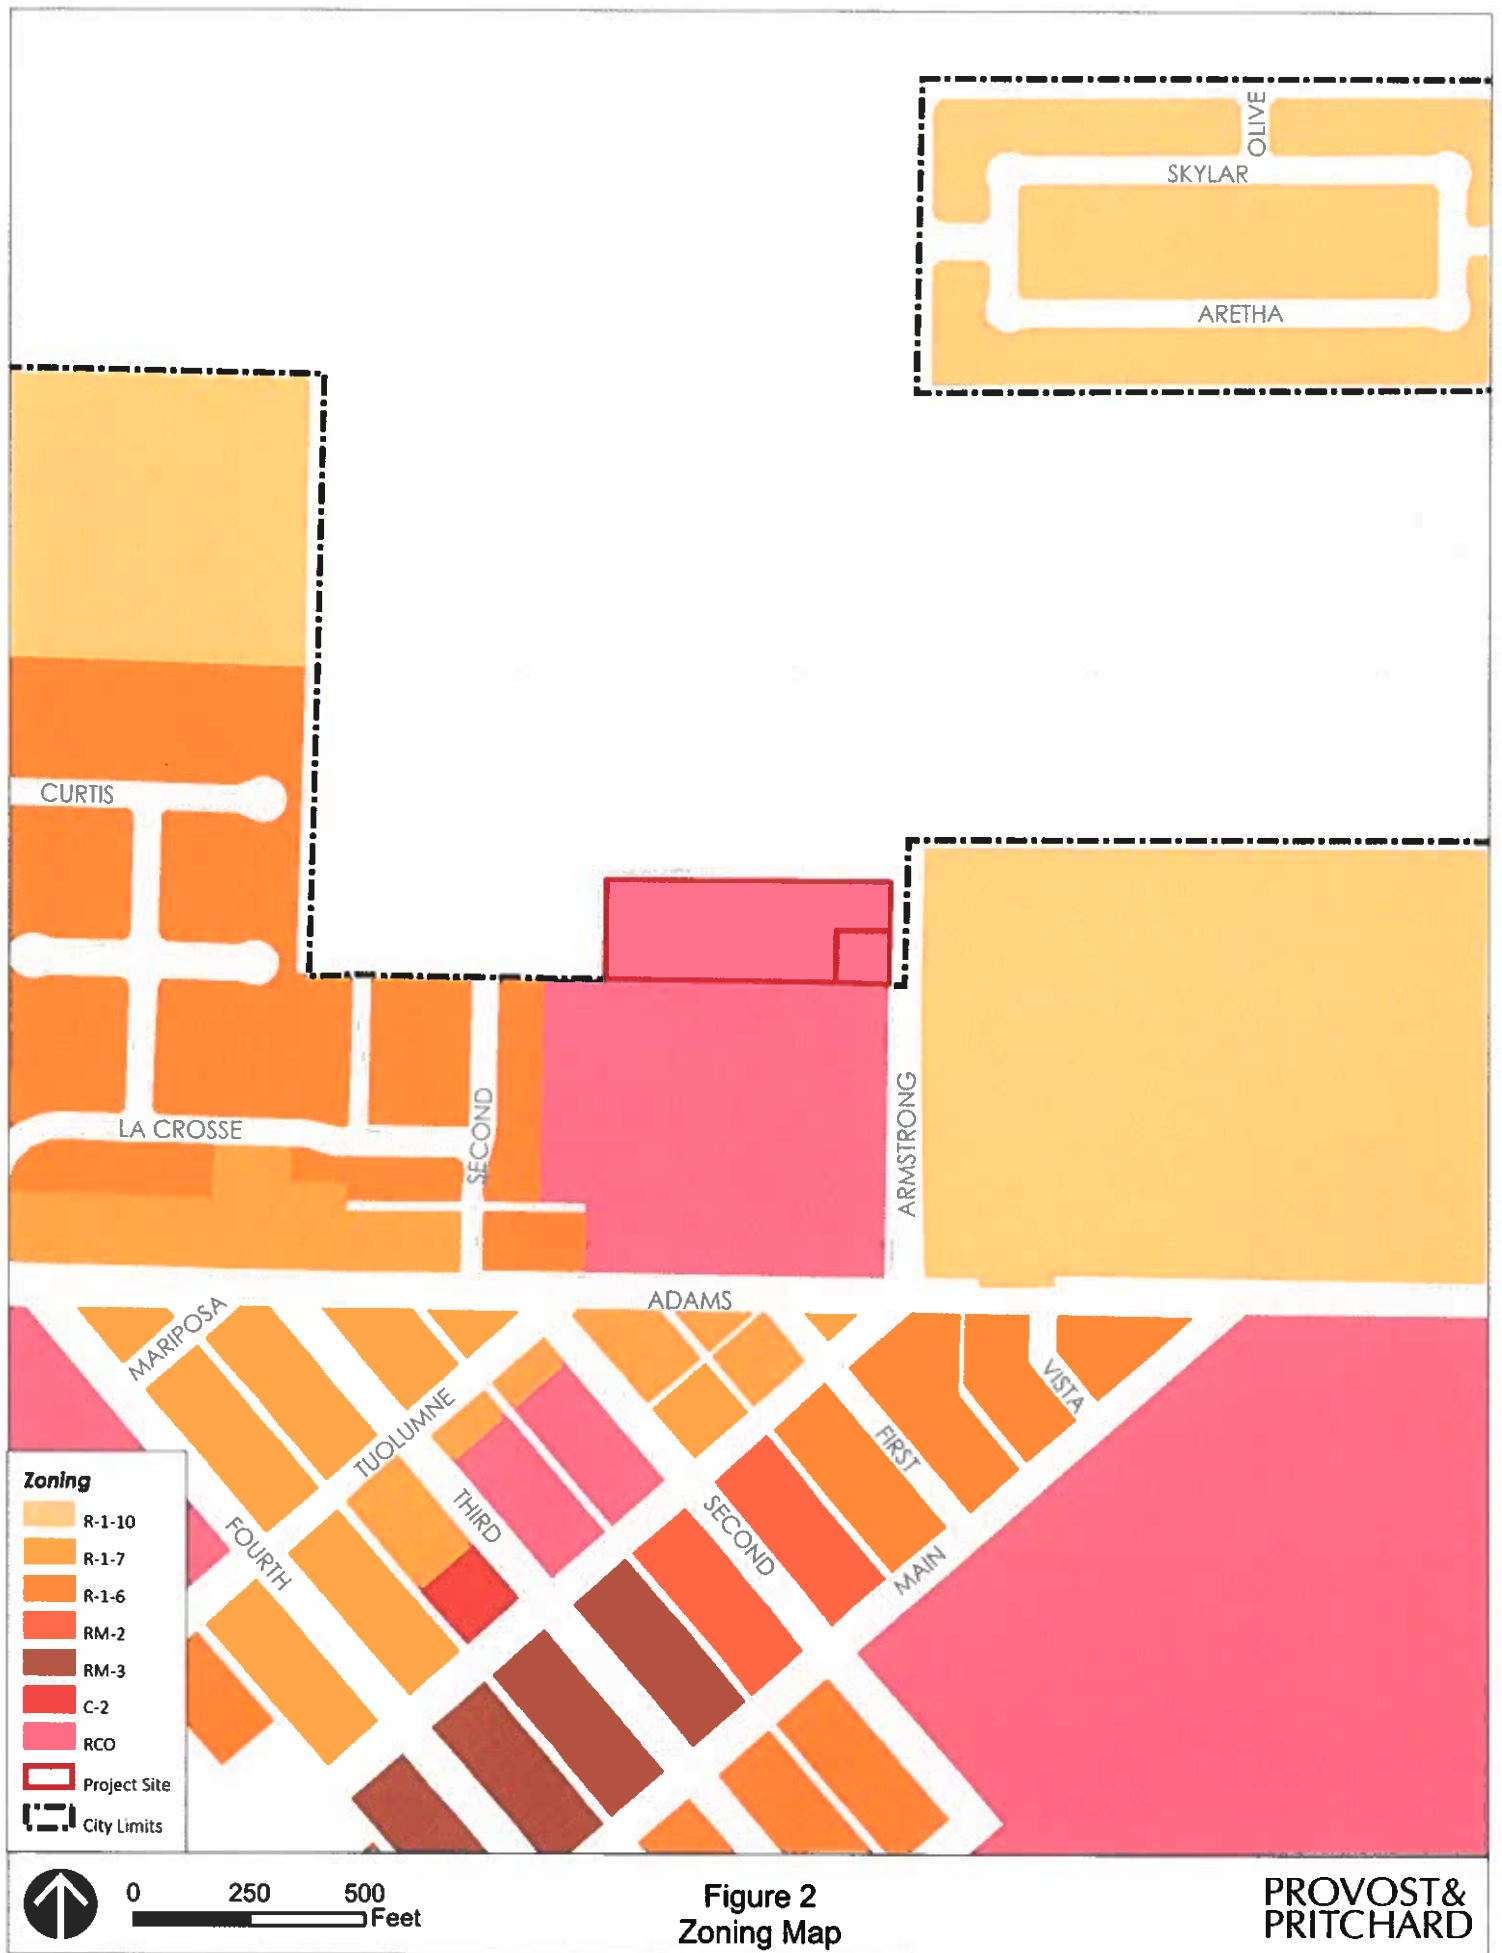 OLIVE
SKYLAR
ARETHA
CURTIS
LA CROSSE
SECOND
ARMSTRONG
ADAMS
MARIPOSA
TUOLUMNE
VISTA
FIRST
THIRD
SECOND
FOURTH
MAIN
Zoning
R-1-10
R-1-7
R-1-6
RM-2
RM-3
C-2
RCO
Project Site
City Limits
0 250 500
Feet
Figure 2
Zoning Map
PROVOST&
PRITCHARD